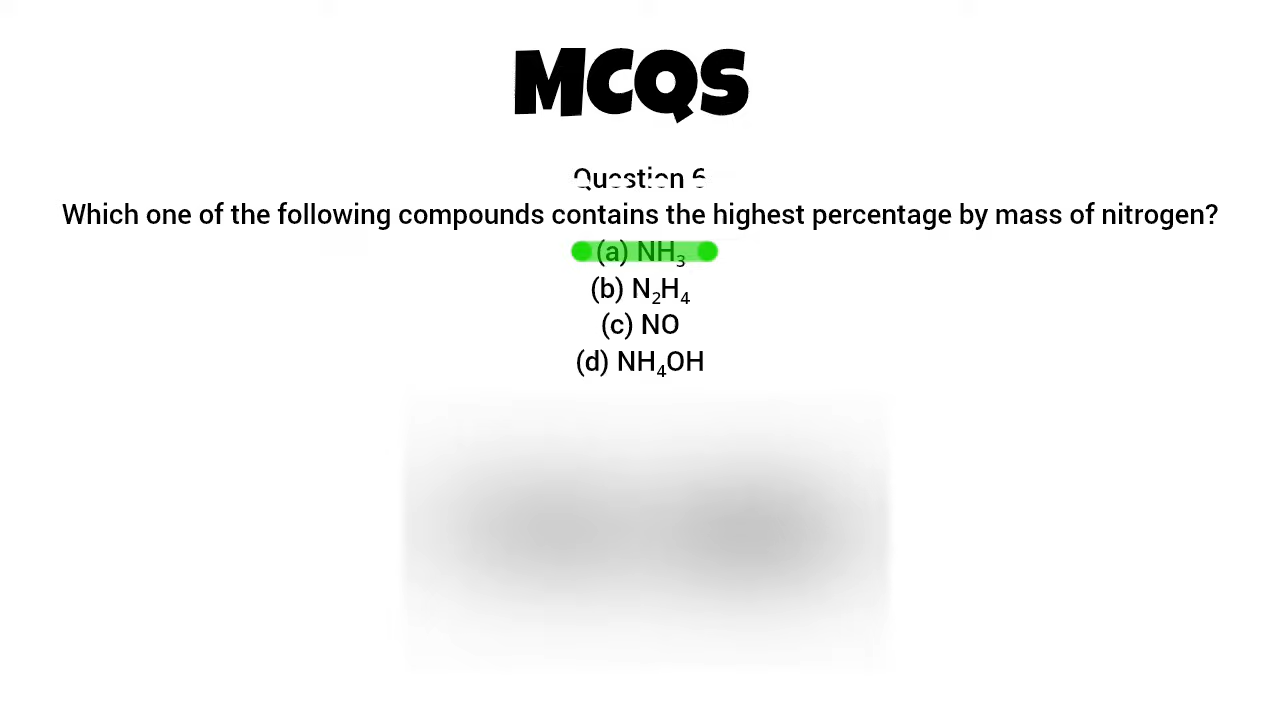 MCQS
Question 6
Which one of the following compounds contains the highest percentage by mass of nitrogen?
(a) NH₃
(b) N₂H₄
(c) NO
(d) NH₄OH